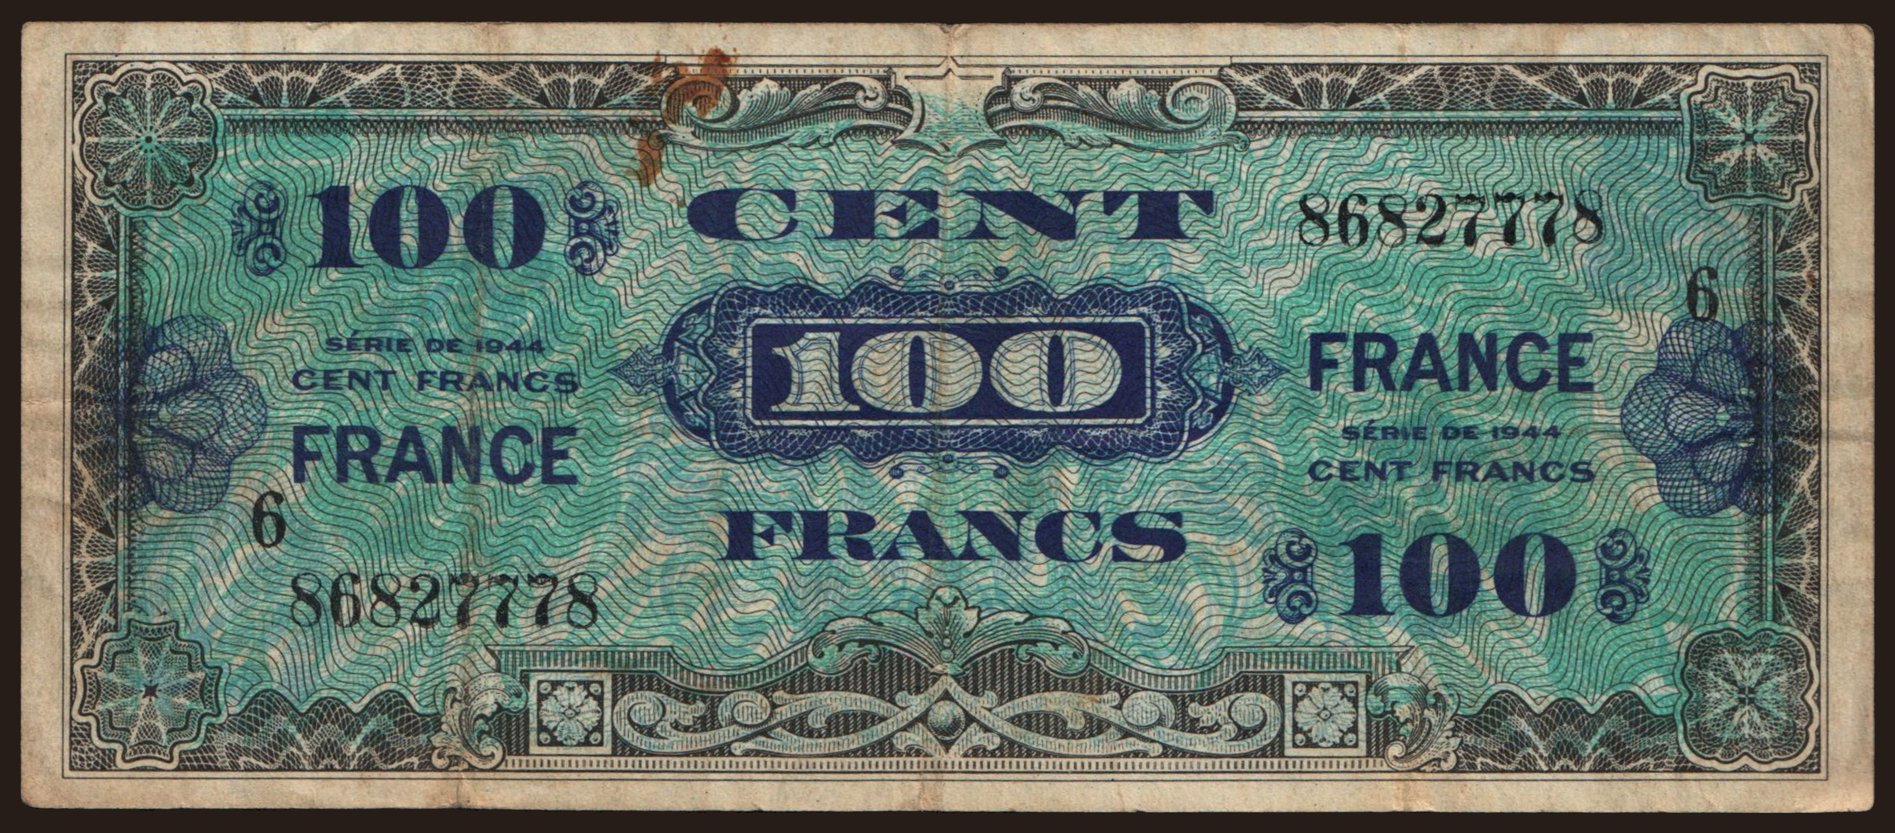 100
CENT
86827778
6
SÉRIE DE 1944
CENT FRANCS
FRANCE
100
FRANCE
SÉRIE DE 1944
CENT FRANCS
6
86827778
FRANCS
100